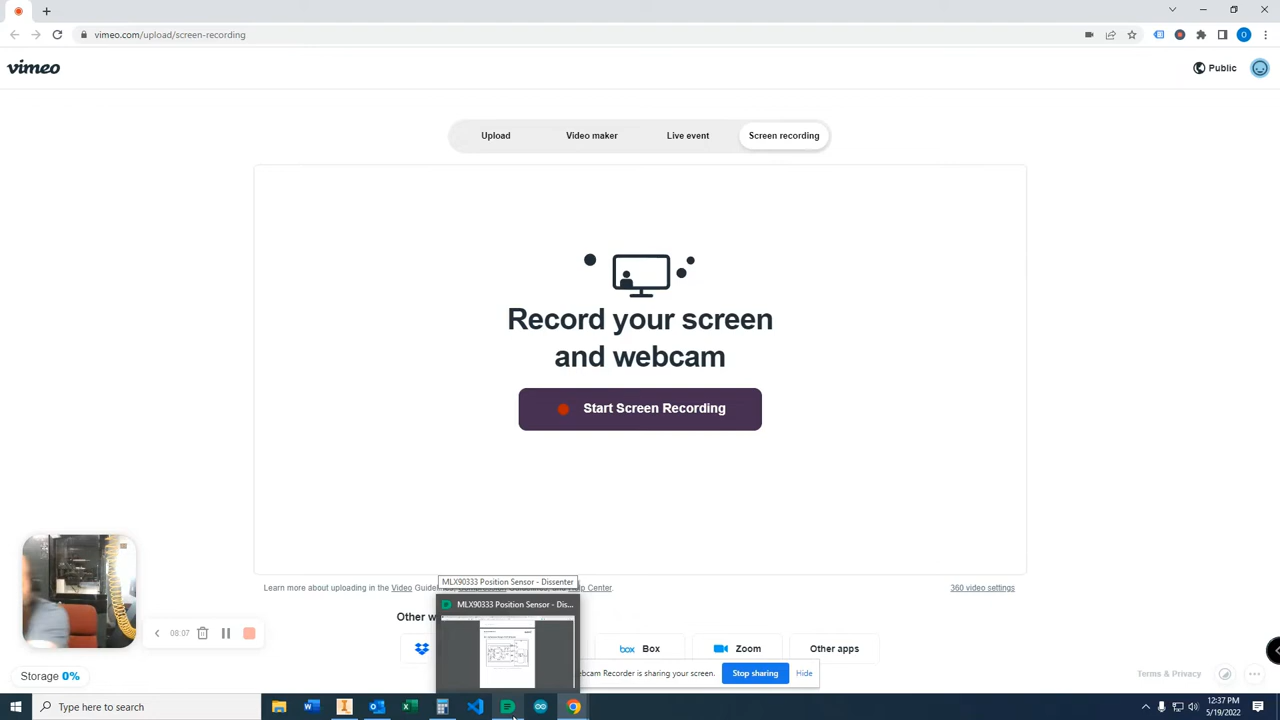 vimeo.com/upload/screen-recording
vimeo
Public
Upload
Video maker
Live event
Screen recording
Record your screen
and webcam
Start Screen Recording
Learn more about uploading in the Video
Help Center.
360 video settings
MLX90333 Position Sensor - Dissenter
MLX90333 Position Sensor - Dis...
Other
Box
Zoom
Other apps
08:07
Webcam Recorder is sharing your screen.
Stop sharing
Hide
Storage 0%
Terms & Privacy
Type here to search
12:37 PM
5/19/2022